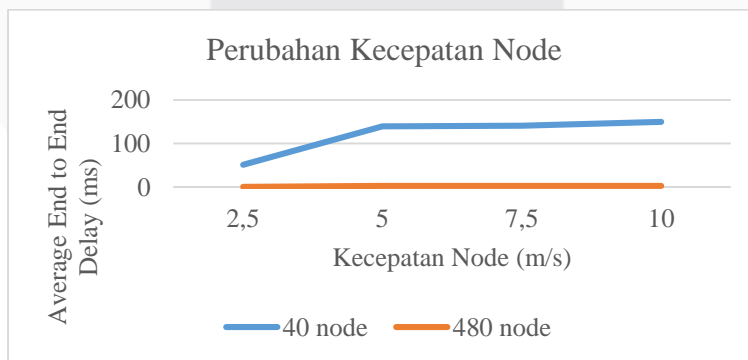 Perubahan Kecepatan Node
Average End to End
Delay (ms)
200
100
0
2,5 5 7,5 10
Kecepatan Node (m/s)
40 node 480 node